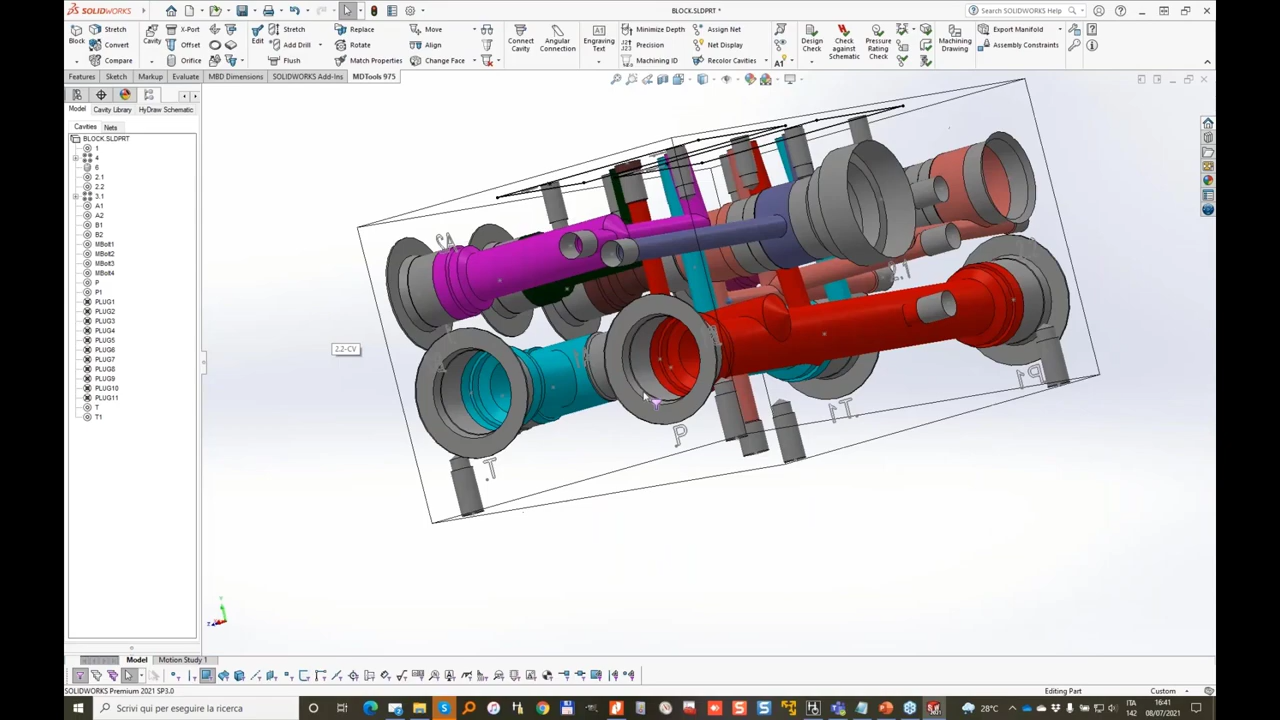 SOLIDWORKS
BLOCK.SLDPRT *
Search SOLIDWORKS Help
Block
Stretch
Convert
Compare
Cavity
X-Port
Offset
Orifice
Edit
Stretch
Add Drill
Flush
Replace
Rotate
Match Properties
Move
Align
Change Face
Connect Cavity
Angular Connection
Engraving Text
Minimize Depth
Precision
Machining ID
Assign Net
Net Display
Recolor Cavities
Design Check
Check against Schematic
Pressure Rating Check
Machining Drawing
Export Manifold
Assembly Constraints
Features
Sketch
Markup
Evaluate
MBD Dimensions
SOLIDWORKS Add-Ins
MDTools 975
Model
Cavity Library
HyDraw Schematic
Cavities
Nets
BLOCK.SLDPRT
1
4
6
2.1
2.2
3.1
A1
A2
B1
B2
MBolt1
MBolt2
MBolt3
MBolt4
P
P1
PLUG1
PLUG2
PLUG3
PLUG4
PLUG5
PLUG6
PLUG7
PLUG8
PLUG9
PLUG10
PLUG11
T
T1
2.2-CV
A2
P1
T1
P
T
Model
Motion Study 1
SOLIDWORKS Premium 2021 SP3.0
Editing Part
Custom
Scrivi qui per eseguire la ricerca
28°C
ITA
16:41
08/07/2021